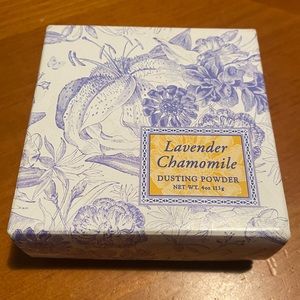 Lavender
Chamomile
DUSTING POWDER
NET WT. 4oz 113g